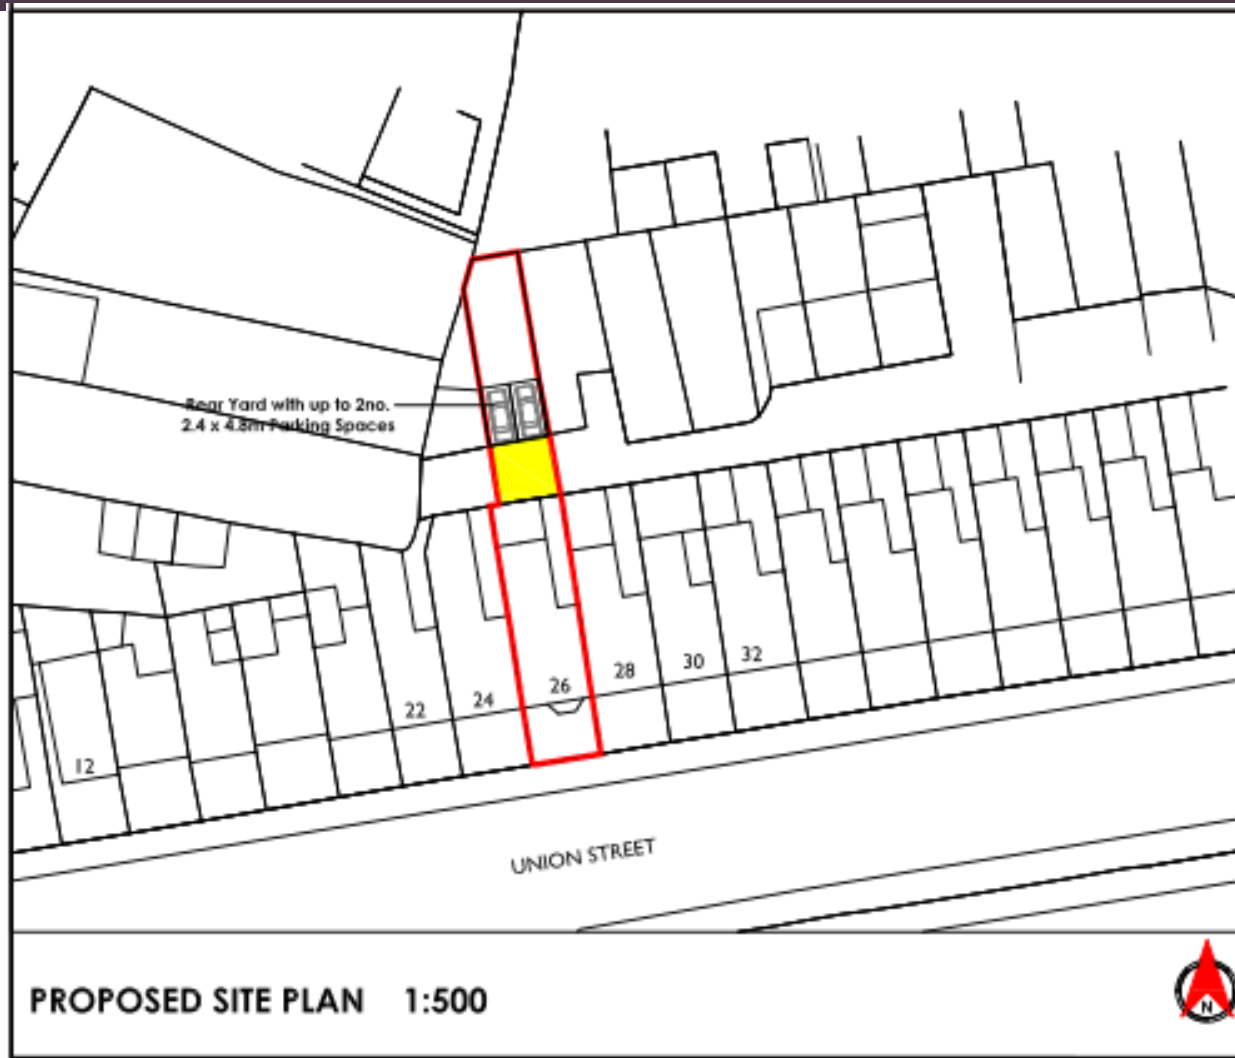 Rear Yard with up to 2no.
2.4 x 4.8m Parking Spaces
12
22
24
26
28
30
32
UNION STREET
PROPOSED SITE PLAN 1:500
N